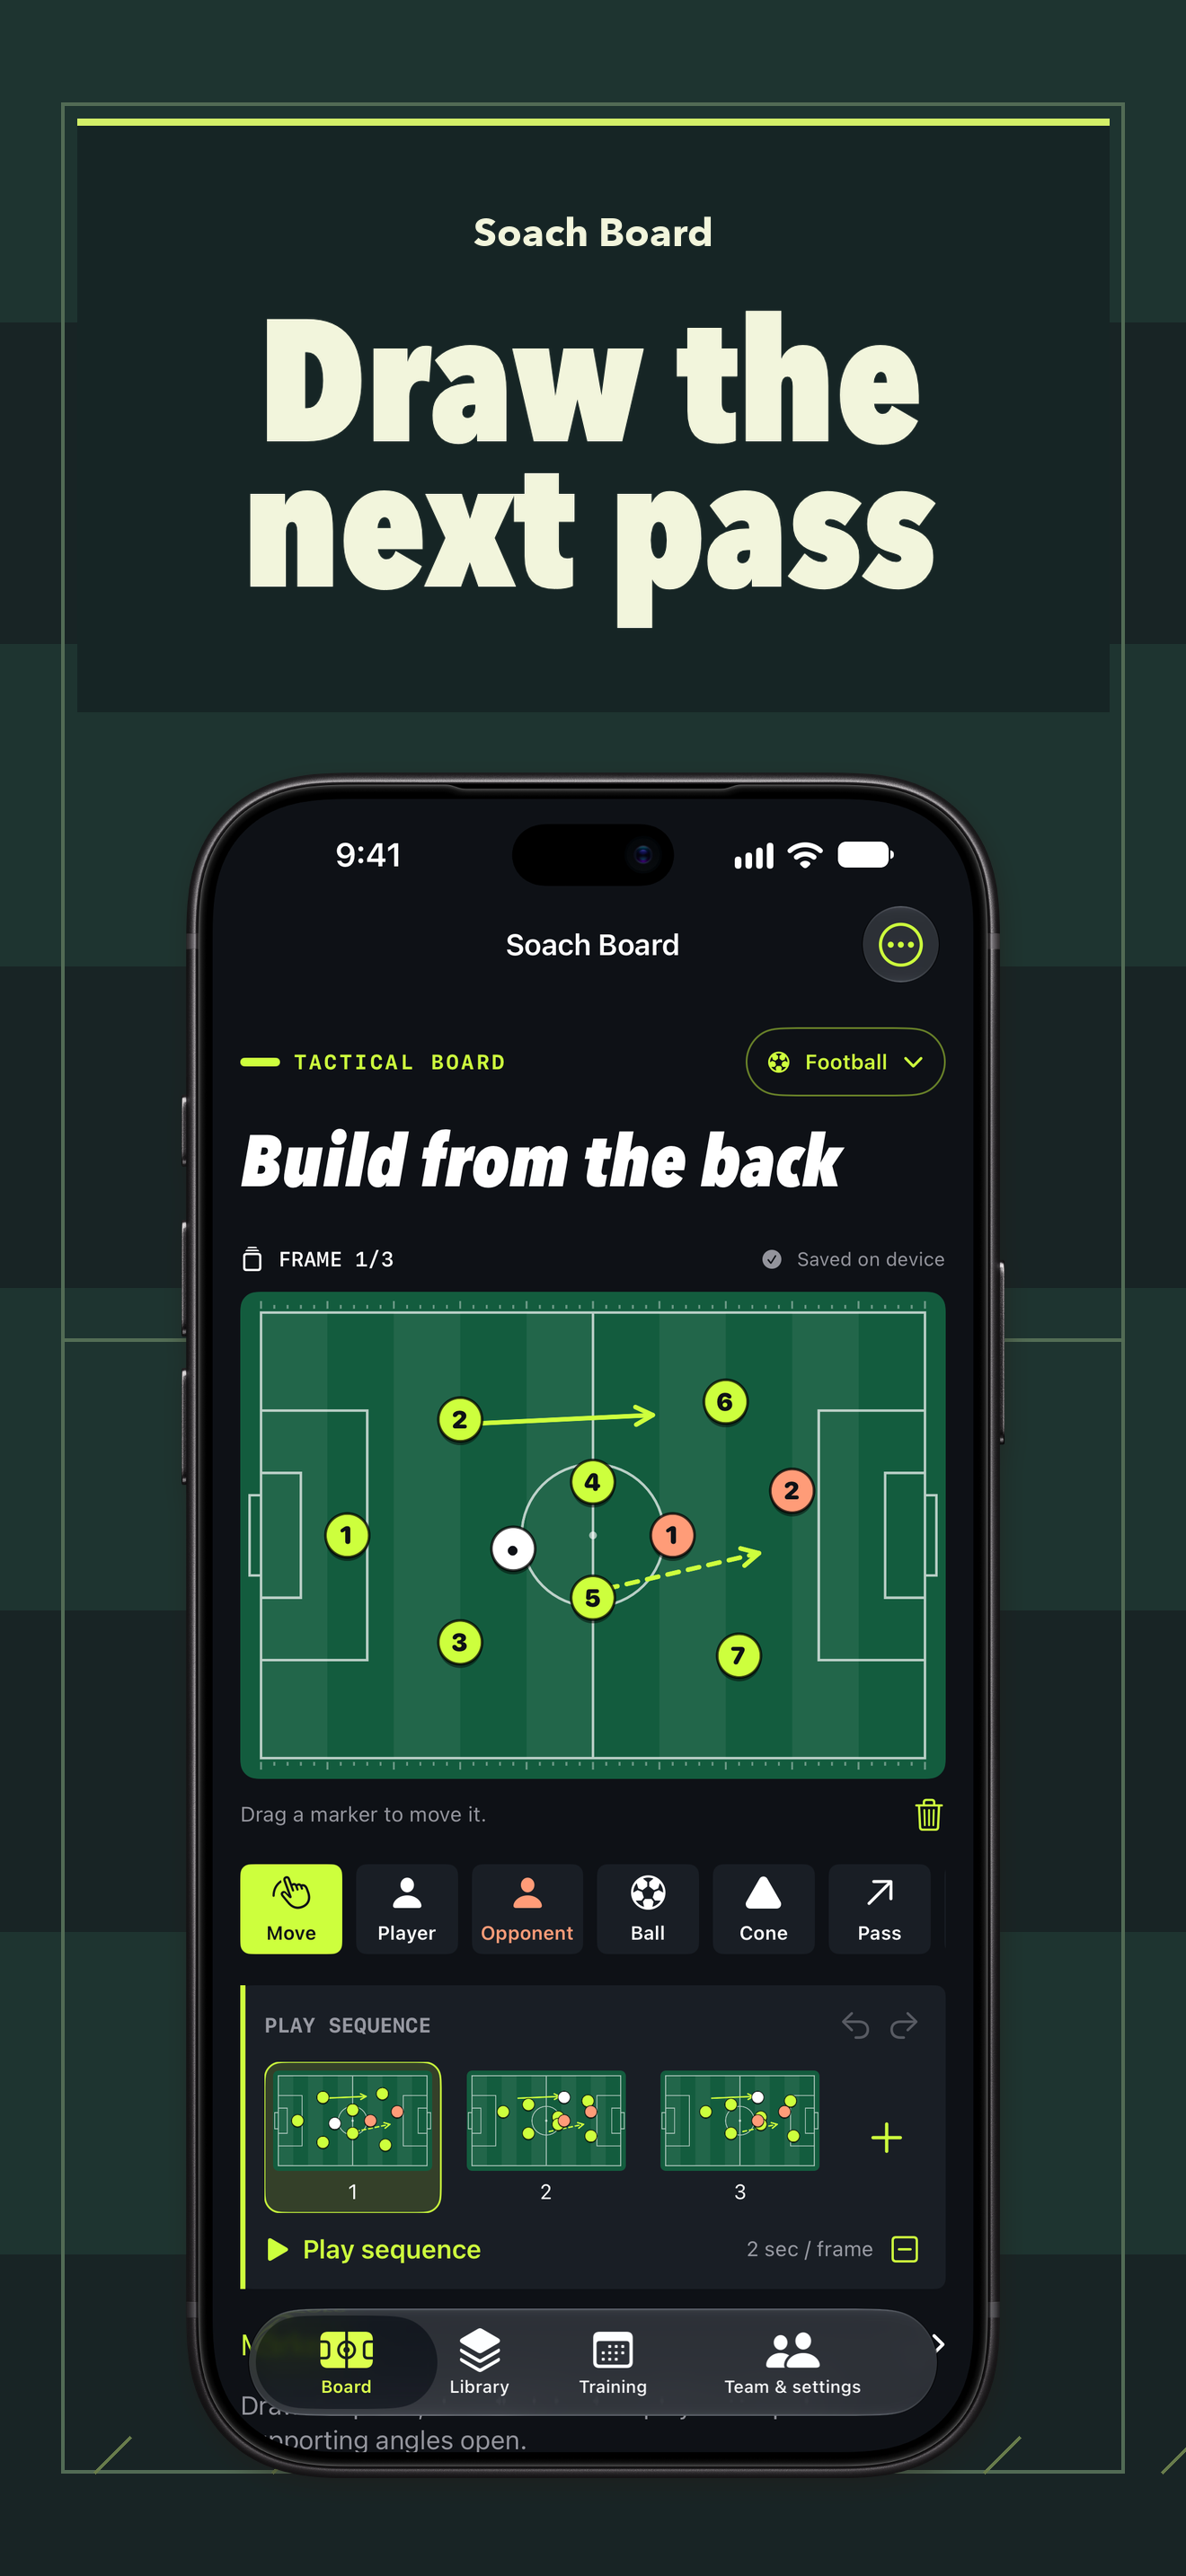 Soach Board
Draw the
next pass
9:41
Soach Board
TACTICAL BOARD
Football
Build from the back
FRAME 1/3
Saved on device
2
6
4
2
1
1
5
3
7
Drag a marker to move it.
Move
Player
Opponent
Ball
Cone
Pass
PLAY SEQUENCE
1
2
3
Play sequence
2 sec / frame
Board
Library
Training
Team & settings
angles open.